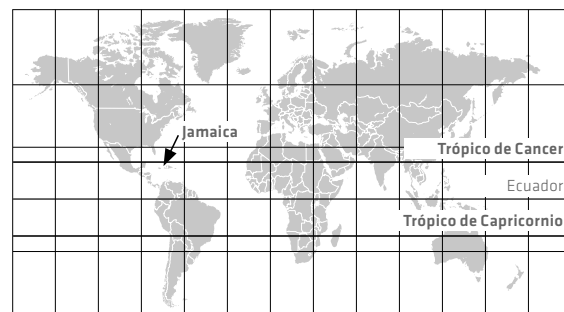 Jamaica
Trópico de Cancer
Ecuador
Trópico de Capricornio